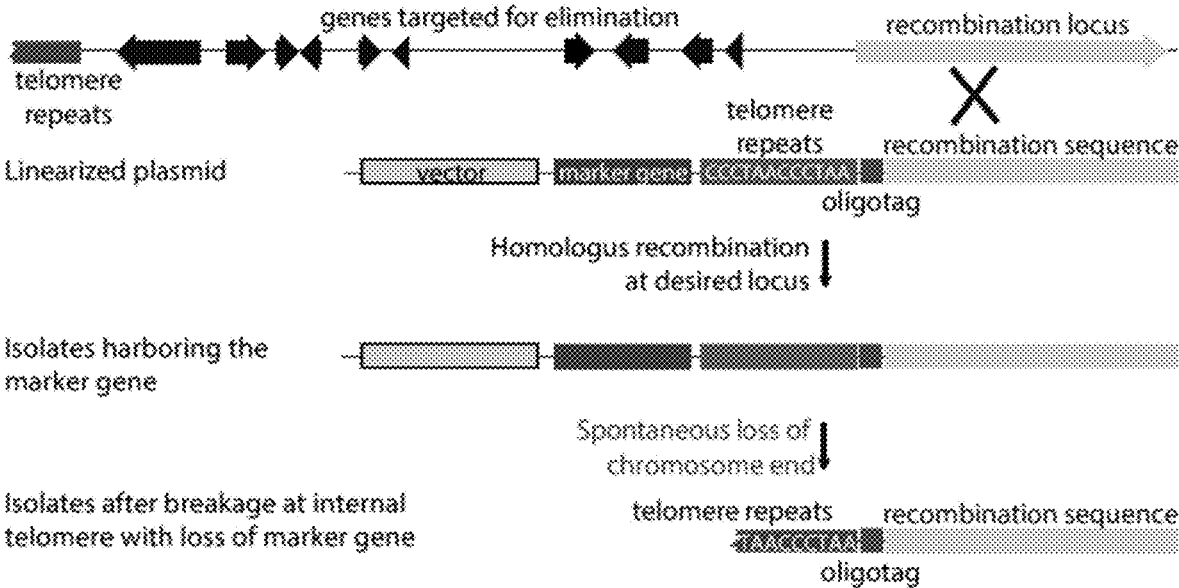 genes targeted for elimination
recombination locus
telomere
repeats
telomere
repeats
recombination sequence
Linearized plasmid
vector
marker gene
CCCTAACCCTAA
oligotag
Homologus recombination
at desired locus
Isolates harboring the
marker gene
Spontaneous loss of
chromosome end
Isolates after breakage at internal
telomere with loss of marker gene
telomere repeats
recombination sequence
TAACCCTAA
oligotag